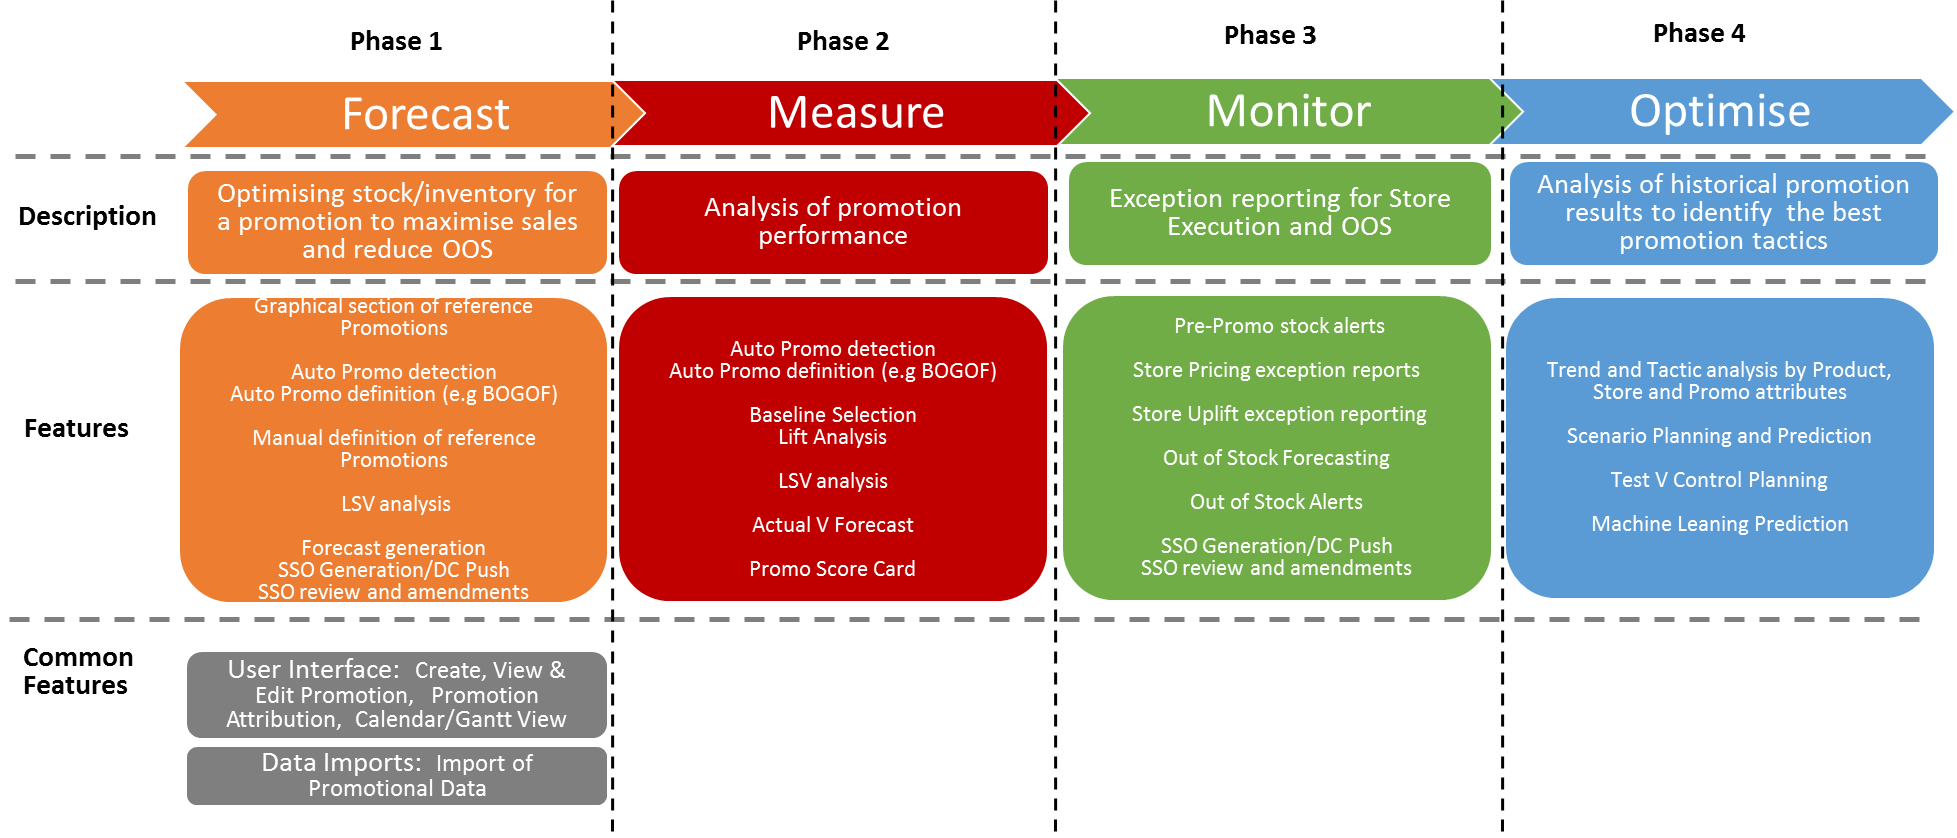 Phase 1
Phase 2
Phase 3
Phase 4
Forecast
Measure
Monitor
Optimise
Description
Optimising stock/inventory for
a promotion to maximise sales
and reduce OOS
Analysis of promotion
performance
Exception reporting for Store
Execution and OOS
Analysis of historical promotion
results to identify the best
promotion tactics
Features
Graphical section of reference
Promotions
Auto Promo detection
Auto Promo definition (e.g BOGOF)
Manual definition of reference
Promotions
LSV analysis
Forecast generation
SSO Generation/DC Push
SSO review and amendments
Auto Promo detection
Auto Promo definition (e.g BOGOF)
Baseline Selection
Lift Analysis
LSV analysis
Actual V Forecast
Promo Score Card
Pre-Promo stock alerts
Store Pricing exception reports
Store Uplift exception reporting
Out of Stock Forecasting
Out of Stock Alerts
SSO Generation/DC Push
SSO review and amendments
Trend and Tactic analysis by Product,
Store and Promo attributes
Scenario Planning and Prediction
Test V Control Planning
Machine Leaning Prediction
Common
Features
User Interface: Create, View &
Edit Promotion, Promotion
Attribution, Calendar/Gantt View
Data Imports: Import of
Promotional Data